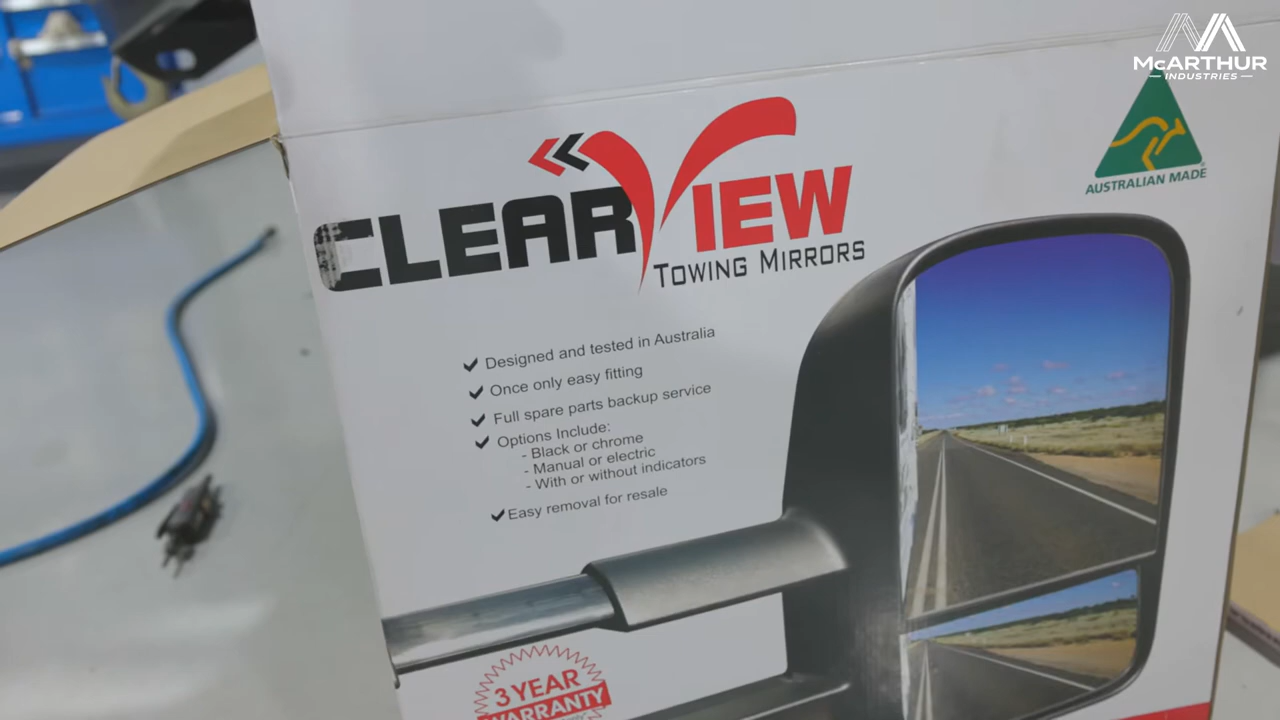 McARTHUR
INDUSTRIES
AUSTRALIAN MADE
CLEARVIEW
TOWING MIRRORS
Designed and tested in Australia
Once only easy fitting
Full spare parts backup service
Options Include:
- Black or chrome
- Manual or electric
- With or without indicators
Easy removal for resale
3 YEAR
WARRANTY